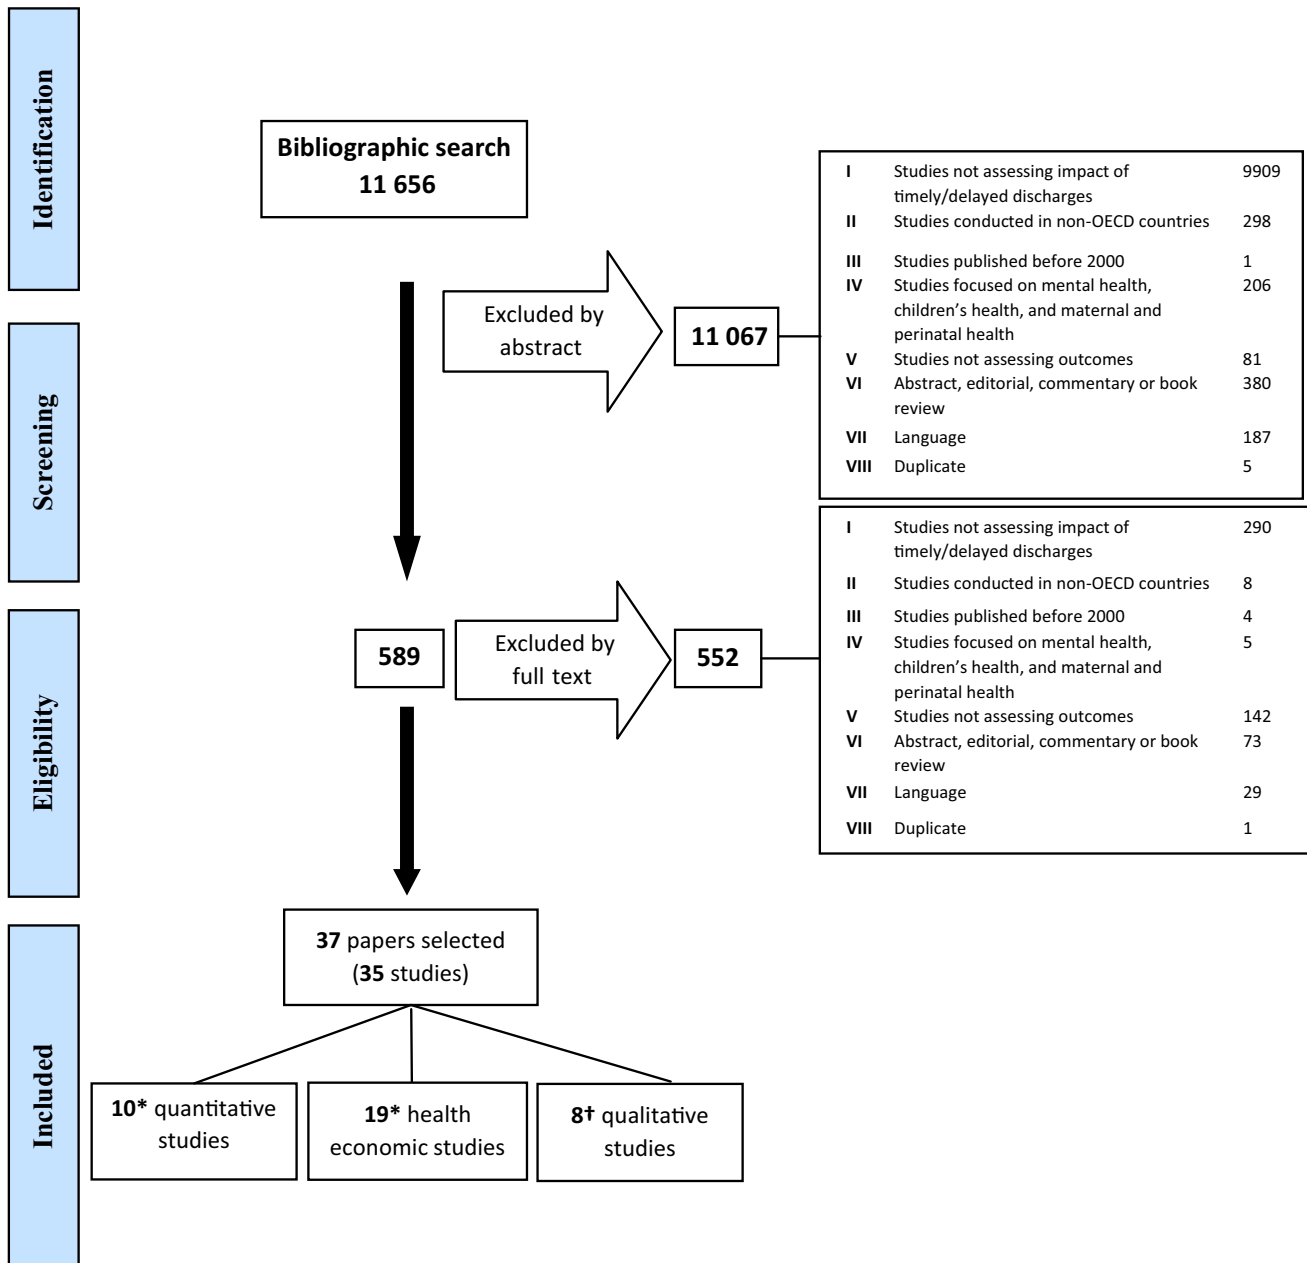 Identification
Bibliographic search
11 656
Excluded by
abstract
11 067
I Studies not assessing impact of 9909
timely/delayed discharges
II Studies conducted in non-OECD countries 298
III Studies published before 2000 1
IV Studies focused on mental health, 206
children's health, and maternal and
perinatal health
V Studies not assessing outcomes 81
VI Abstract, editorial, commentary or book 380
review
VII Language 187
VIII Duplicate 5
Screening
589
Excluded by
full text
552
I Studies not assessing impact of 290
timely/delayed discharges
II Studies conducted in non-OECD countries 8
III Studies published before 2000 4
IV Studies focused on mental health, 5
children's health, and maternal and
perinatal health
V Studies not assessing outcomes 142
VI Abstract, editorial, commentary or book 73
review
VII Language 29
VIII Duplicate 1
Eligibility
37 papers selected
(35 studies)
Included
10* quantitative
studies
19* health
economic studies
8† qualitative
studies